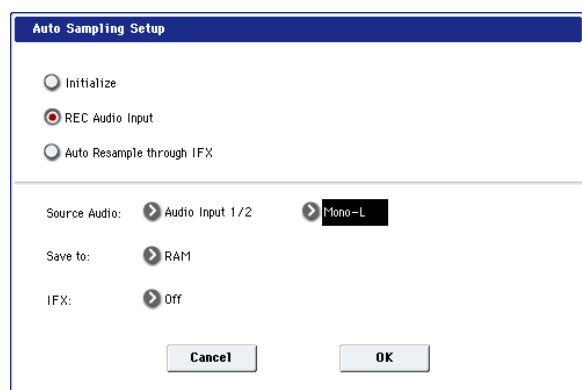 Auto Sampling Setup
Initialize
REC Audio Input
Auto Resample through IFX
Source Audio: Audio Input 1/2 Mono-L
Save to: RAM
IFX: Off
Cancel OK